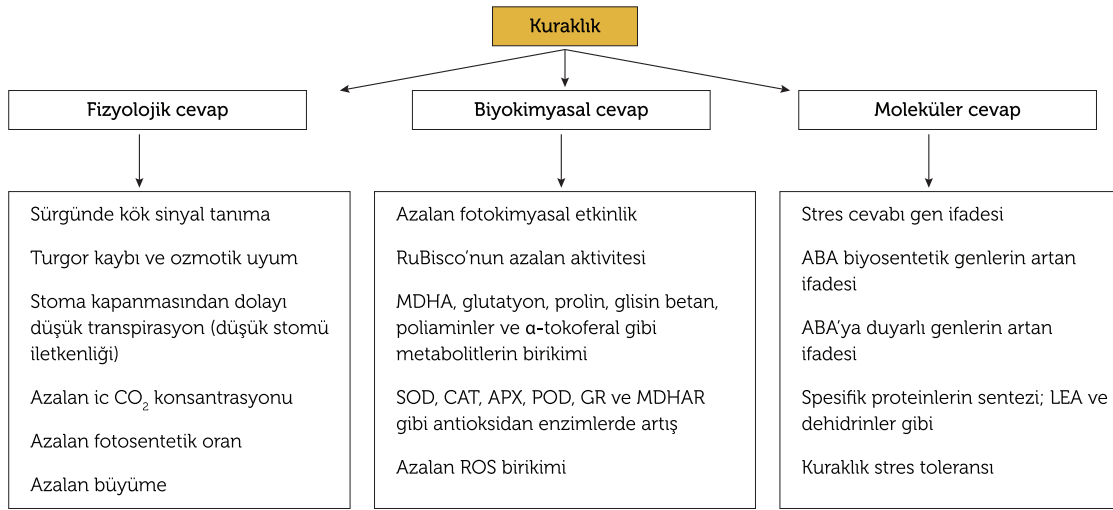 Kuraklık
Fizyolojik cevap
Sürgünde kök sinyal tanıma
Turgor kaybı ve ozmotik uyum
Stoma kapanmasından dolayı
düşük transpirasyon (düşük stomü
iletkenliği)
Azalan ic CO₂ konsantrasyonu
Azalan fotosentetik oran
Azalan büyüme
Biyokimyasal cevap
Azalan fotokimyasal etkinlik
RuBisco’nun azalan aktivitesi
MDHA, glutatyon, prolin, glisin betan,
poliaminler ve α-tokoferal gibi
metabolitlerin birikimi
SOD, CAT, APX, POD, GR ve MDHAR
gibi antioksidan enzimlerde artış
Azalan ROS birikimi
Moleküler cevap
Stres cevabı gen ifadesi
ABA biyosentetik genlerin artan
ifadesi
ABA’ya duyarlı genlerin artan
ifadesi
Spesifik proteinlerin sentezi; LEA ve
dehidrinler gibi
Kuraklık stres toleransı